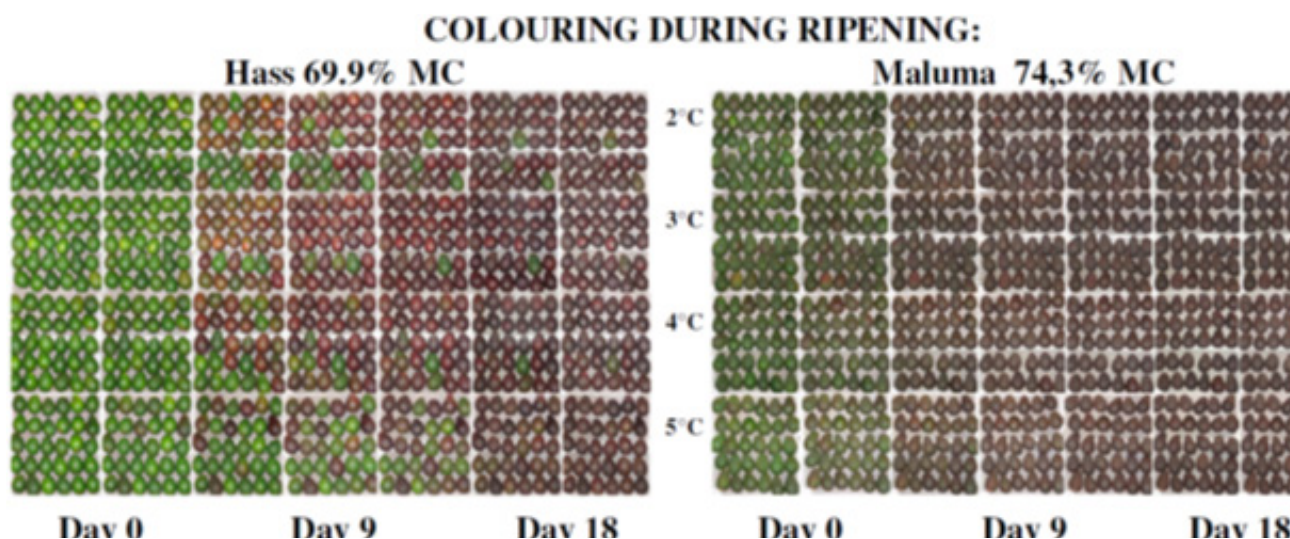 COLOURING DURING RIPENING:
Hass 69.9% MC
Maluma 74,3% MC
2°C
3°C
4°C
5°C
Day 0 Day 9 Day 18 Day 0 Day 9 Day 18